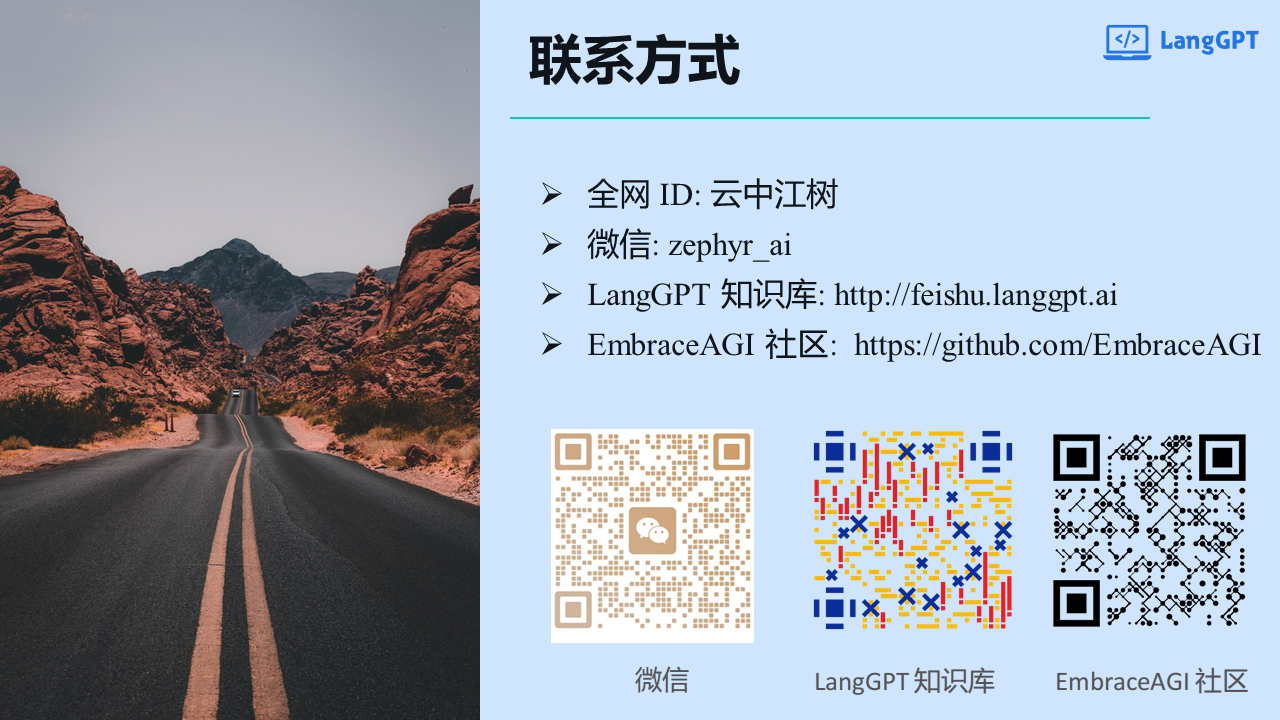 联系方式
</> LangGPT
全网 ID: 云中江树
微信: zephyr_ai
LangGPT 知识库: http://feishu.langgpt.ai
EmbraceAGI 社区: https://github.com/EmbraceAGI
微信
LangGPT 知识库
EmbraceAGI 社区